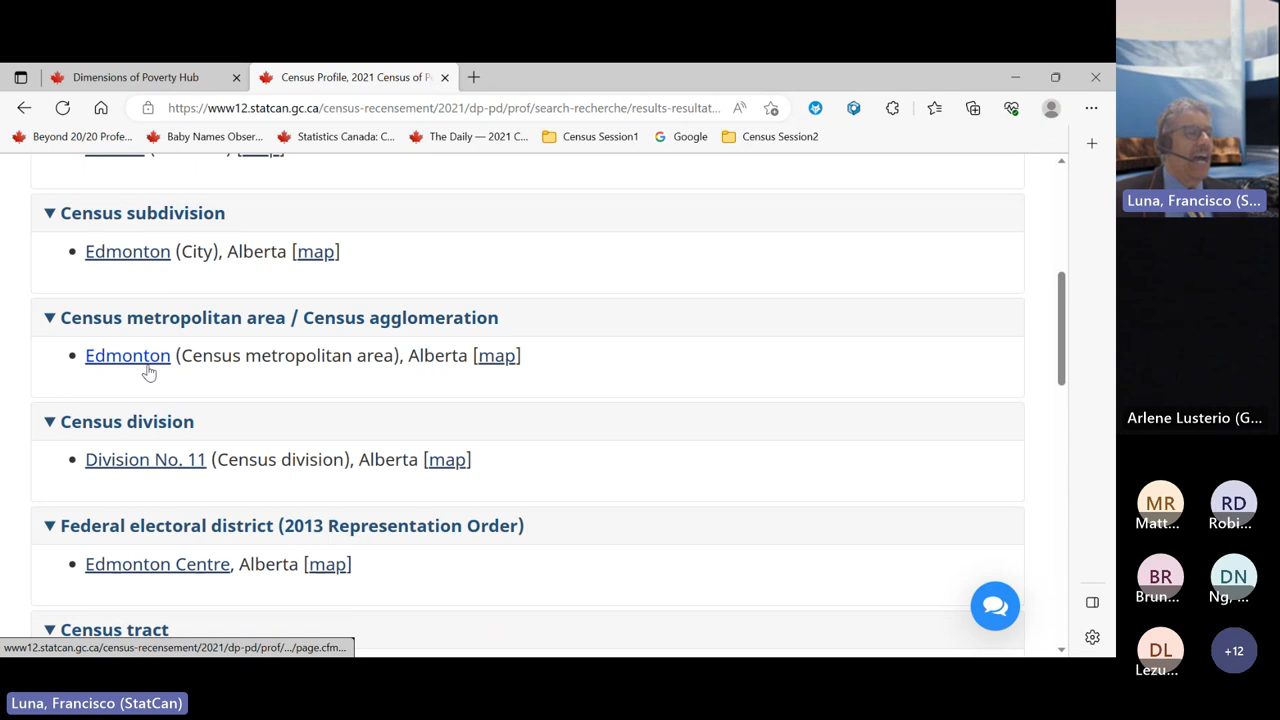 Dimensions of Poverty Hub
Census Profile, 2021 Census of P
https://www12.statcan.gc.ca/census-recensement/2021/dp-pd/prof/search-recherche/results-resultat...
Beyond 20/20 Profe...
Baby Names Obser...
Statistics Canada: C...
The Daily — 2021 C...
Census Session1
Google
Census Session2
Census subdivision
Edmonton (City), Alberta [map]
Census metropolitan area / Census agglomeration
Edmonton (Census metropolitan area), Alberta [map]
Census division
Division No. 11 (Census division), Alberta [map]
Federal electoral district (2013 Representation Order)
Edmonton Centre, Alberta [map]
Census tract
www12.statcan.gc.ca/census-recensement/2021/dp-pd/prof/.../page.cfm...
Luna, Francisco (StatCan)
Luna, Francisco (S...
Arlene Lusterio (G...
MR
Matt...
RD
Robi...
BR
Brun...
DN
Ng, ...
DL
Lezu...
+12